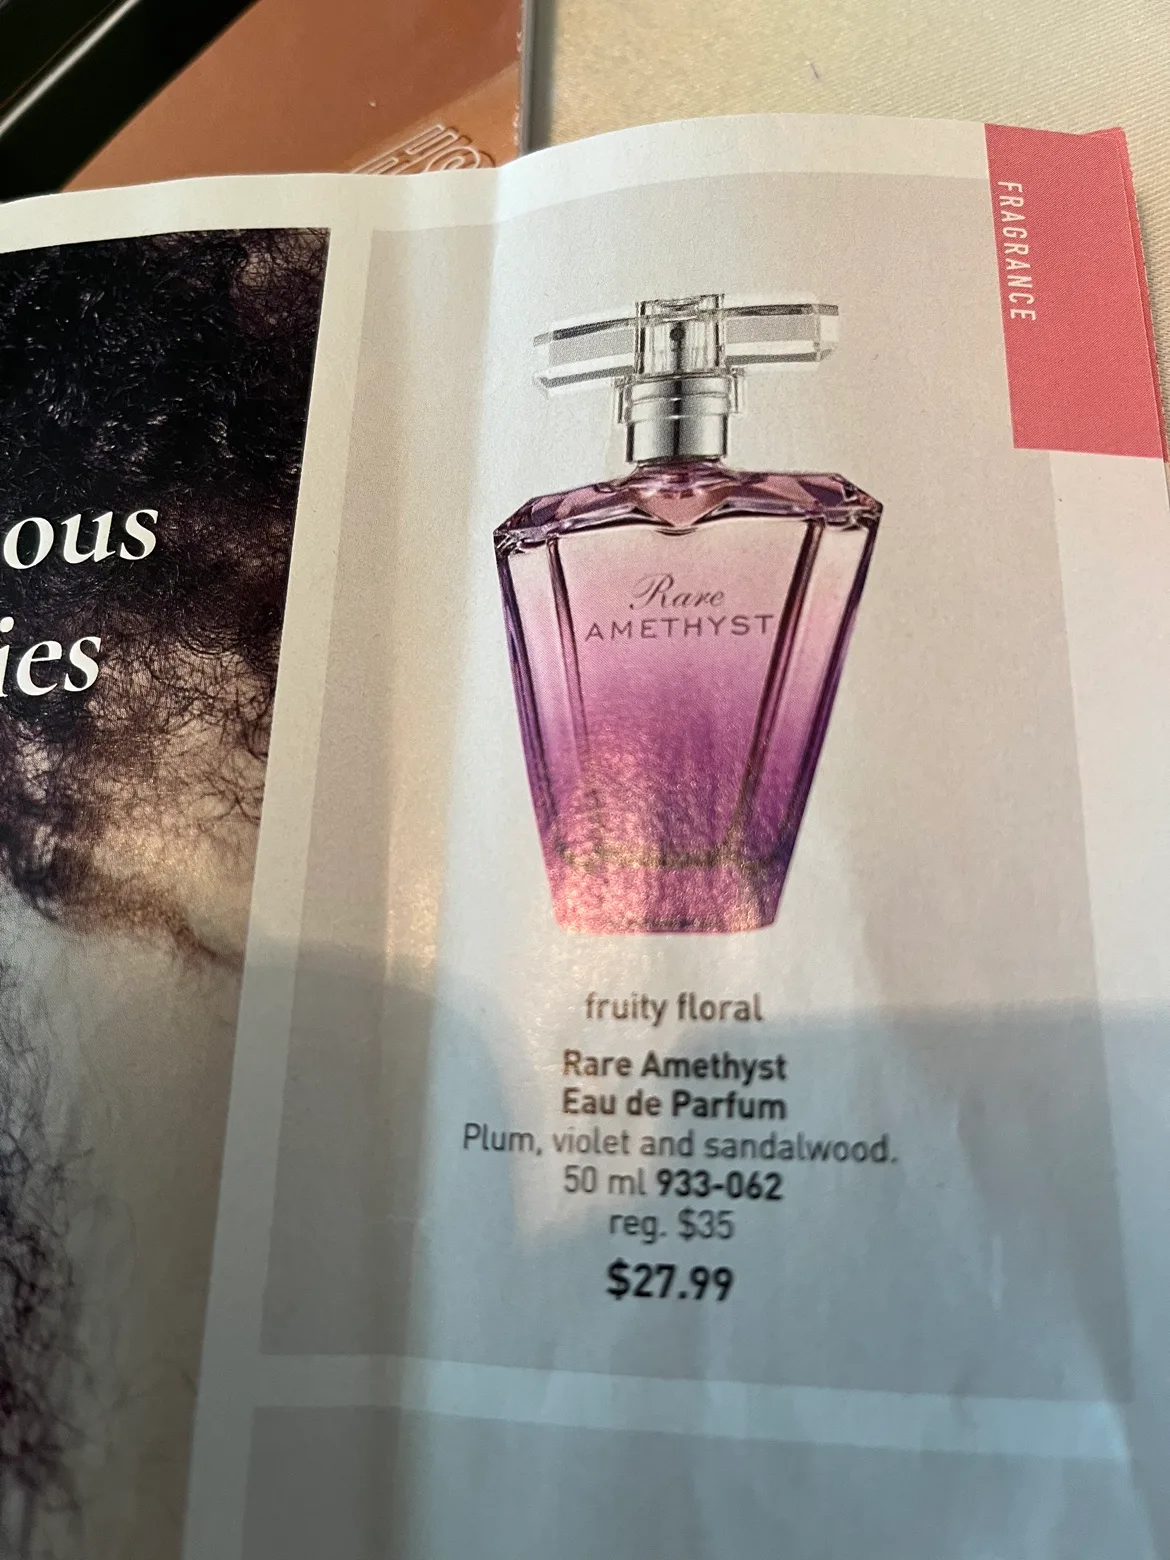 FRAGRANCE
ous
ies
Rare
AMETHYST
fruity floral
Rare Amethyst
Eau de Parfum
Plum, violet and sandalwood.
50 ml 933-062
reg. $35
$27.99